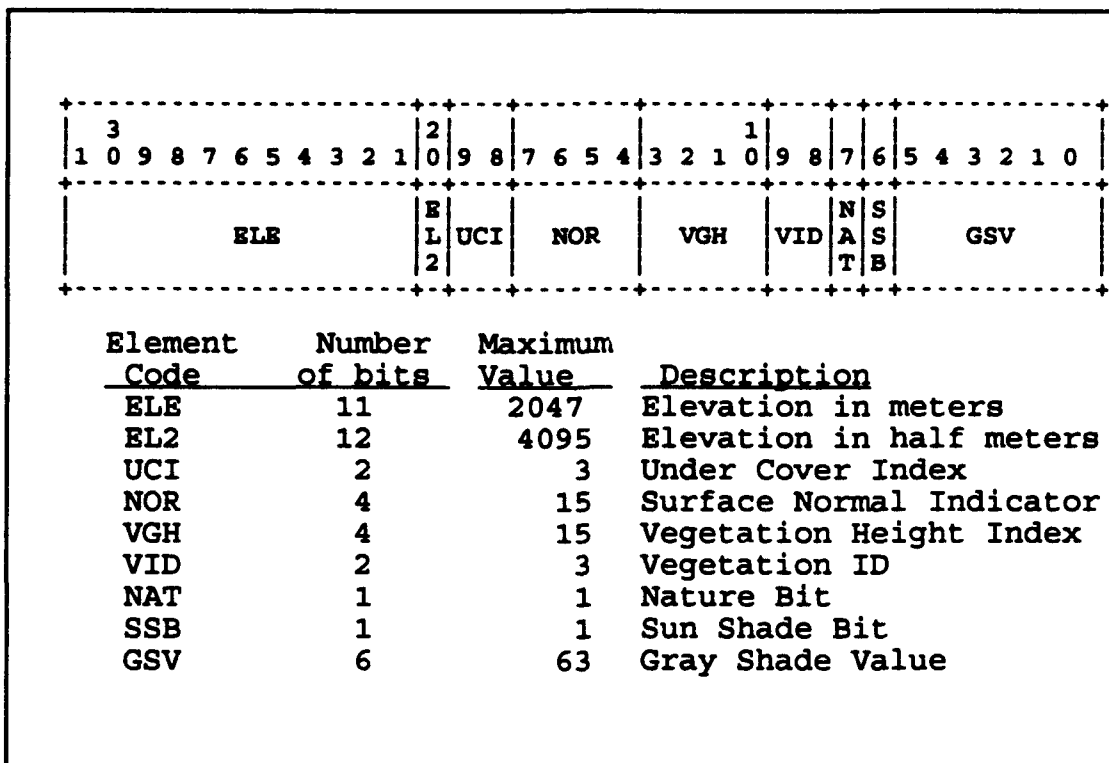 3 2 1
1 0 9 8 7 6 5 4 3 2 1 0 9 8 7 6 5 4 3 2 1 0 9 8 7 6 5 4 3 2 1 0
ELE EL2 UCI NOR VGH VID NAT SSB GSV
Element Number Maximum
Code of bits Value Description
ELE 11 2047 Elevation in meters
EL2 12 4095 Elevation in half meters
UCI 2 3 Under Cover Index
NOR 4 15 Surface Normal Indicator
VGH 4 15 Vegetation Height Index
VID 2 3 Vegetation ID
NAT 1 1 Nature Bit
SSB 1 1 Sun Shade Bit
GSV 6 63 Gray Shade Value